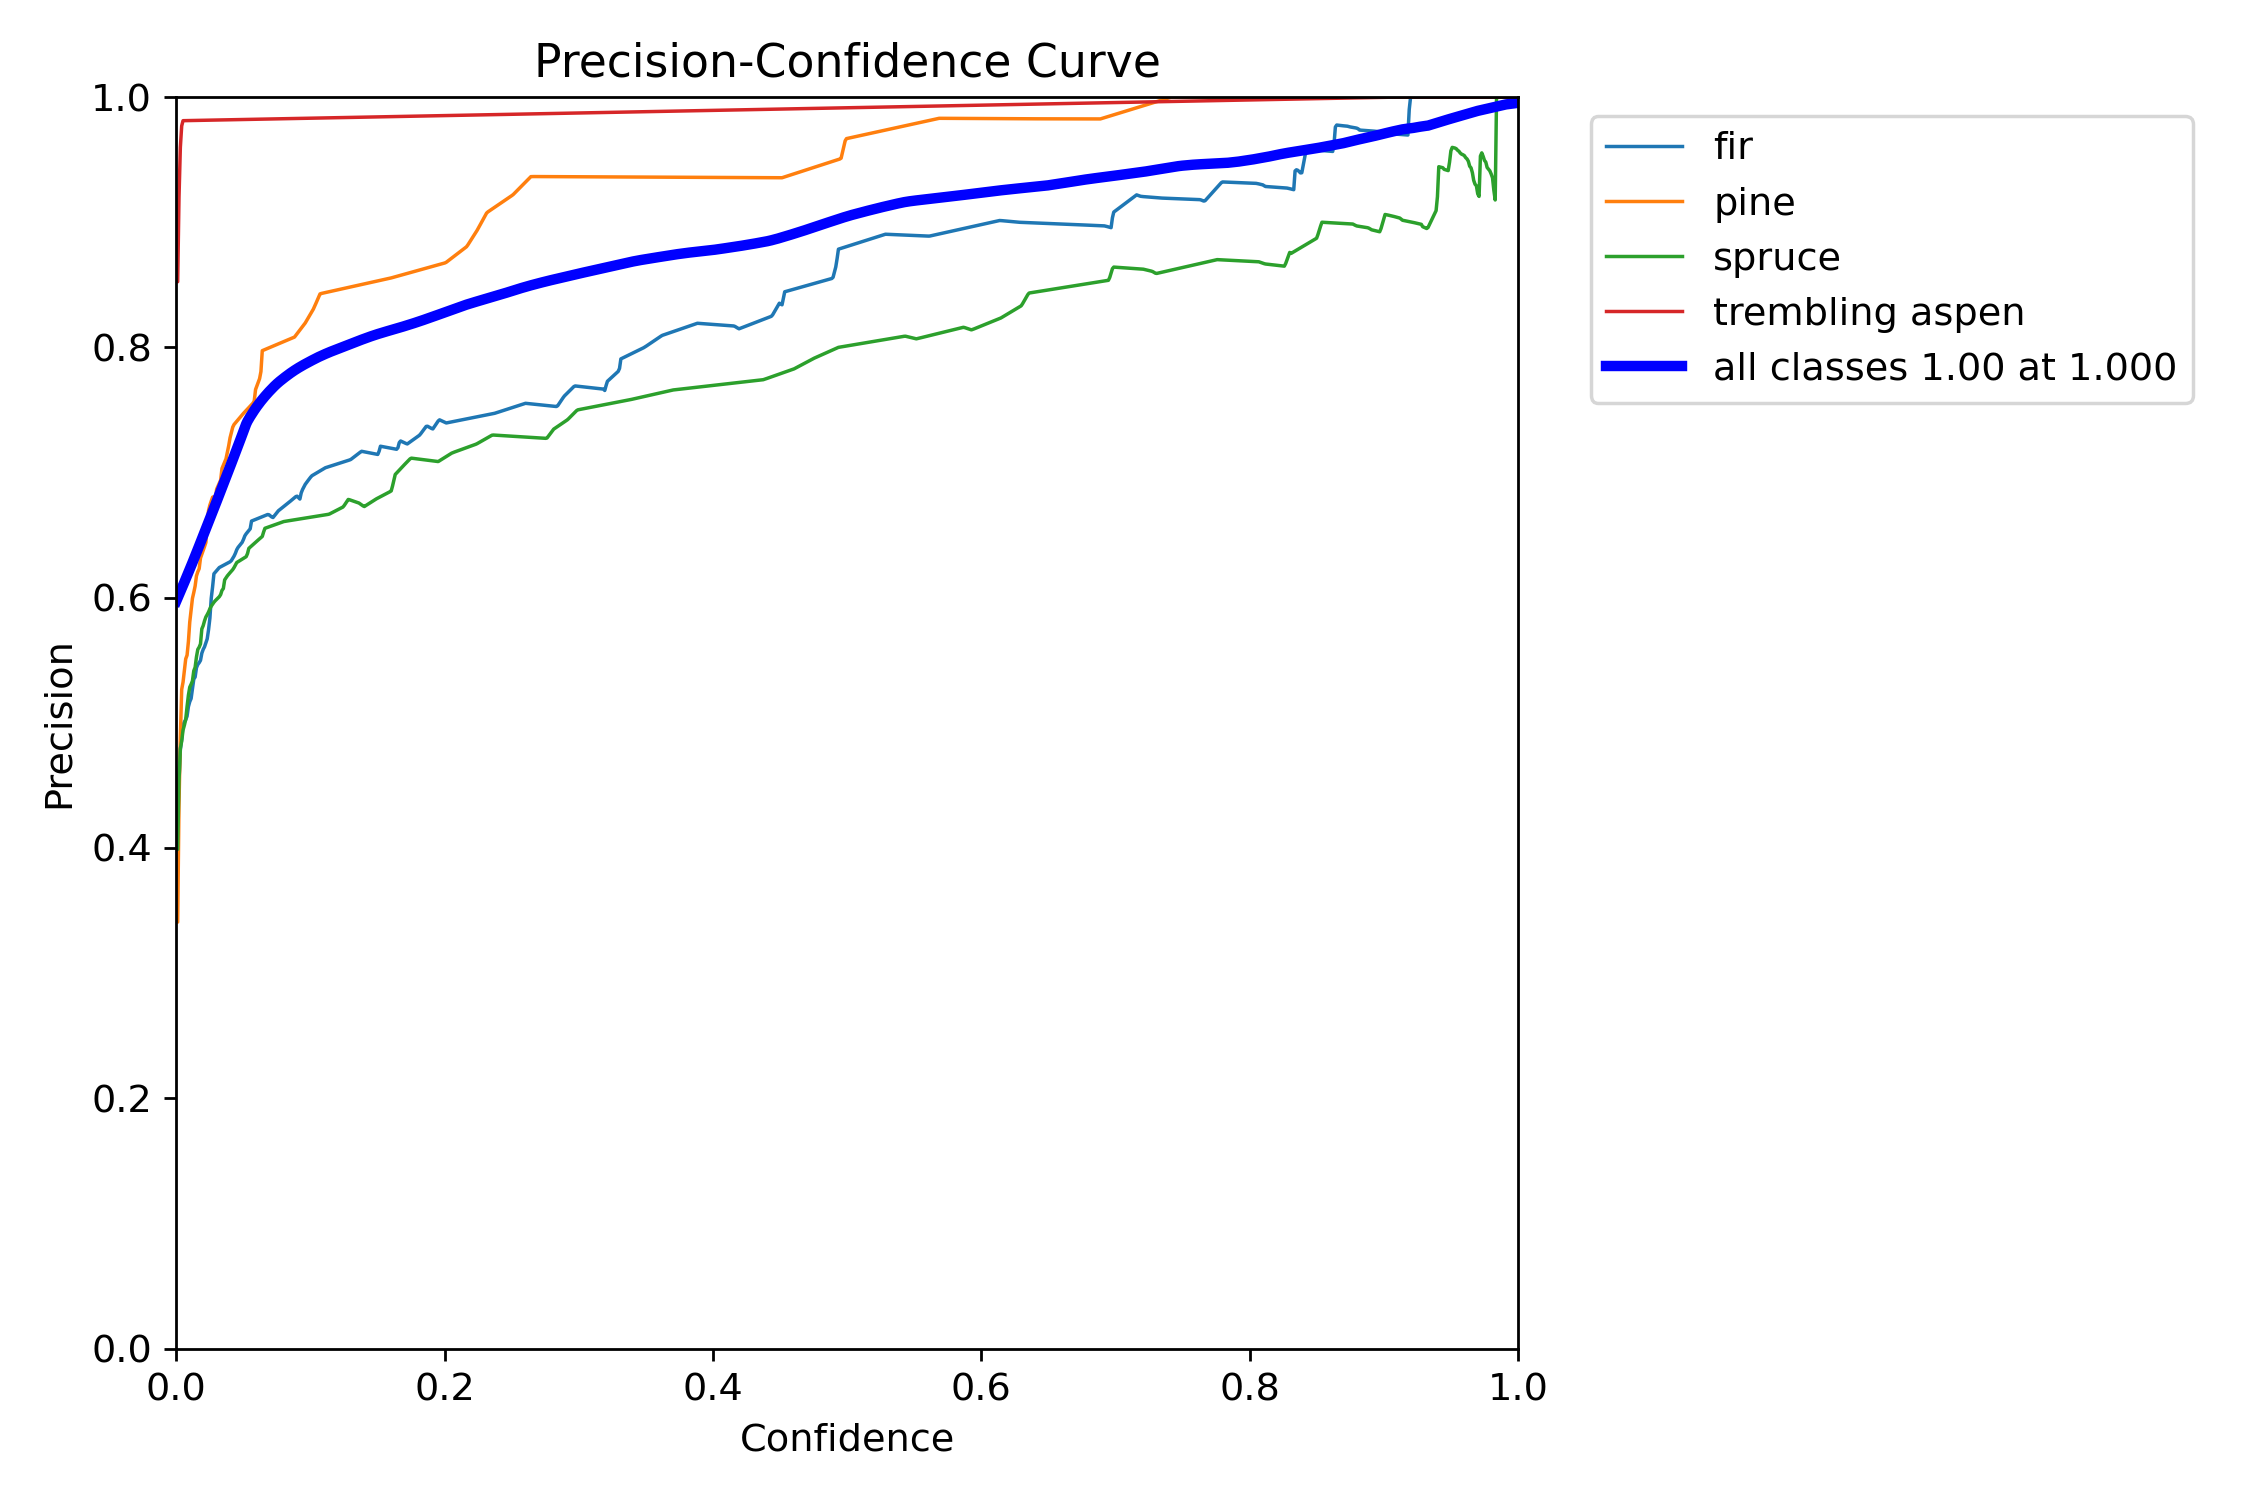 Precision-Confidence Curve
1.0
0.8
0.6
0.4
0.2
0.0
Precision
0.0 0.2 0.4 0.6 0.8 1.0
Confidence
fir
pine
spruce
trembling aspen
all classes 1.00 at 1.000